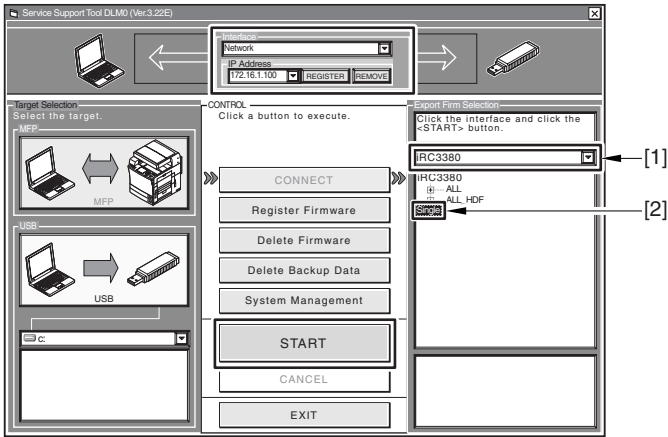 Service Support Tool DLM0 (Ver.3.22E)
Interface
Network
IP Address
172.16.1.100
REGISTER
REMOVE
Target Selection
Select the target.
MFP
MFP
USB
USB
C:
CONTROL
Click a button to execute.
CONNECT
Register Firmware
Delete Firmware
Delete Backup Data
System Management
START
CANCEL
EXIT
Export Firm Selection
Click the interface and click the
<START> button.
iRC3380
iRC3380
ALL
ALL_HDF
Single
[1]
[2]